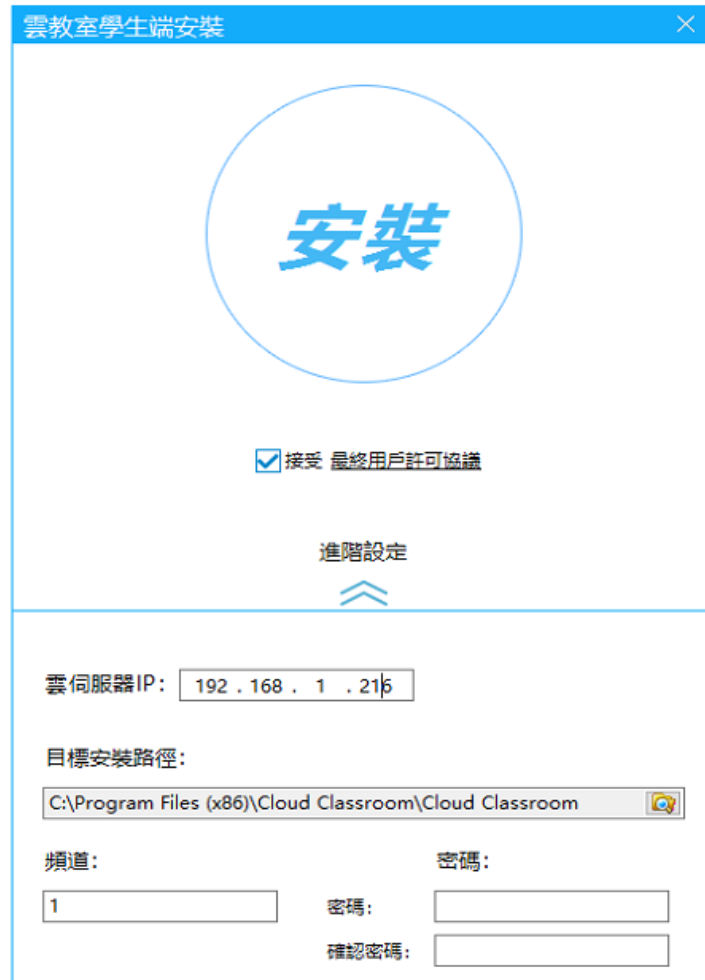 雲教室學生端安裝
安裝
接受 最終用戶許可協議
進階設定
雲伺服器IP： 192 . 168 . 1 . 216
目標安裝路徑：
C:\Program Files (x86)\Cloud Classroom\Cloud Classroom
頻道： 密碼：
1 密碼：
確認密碼：